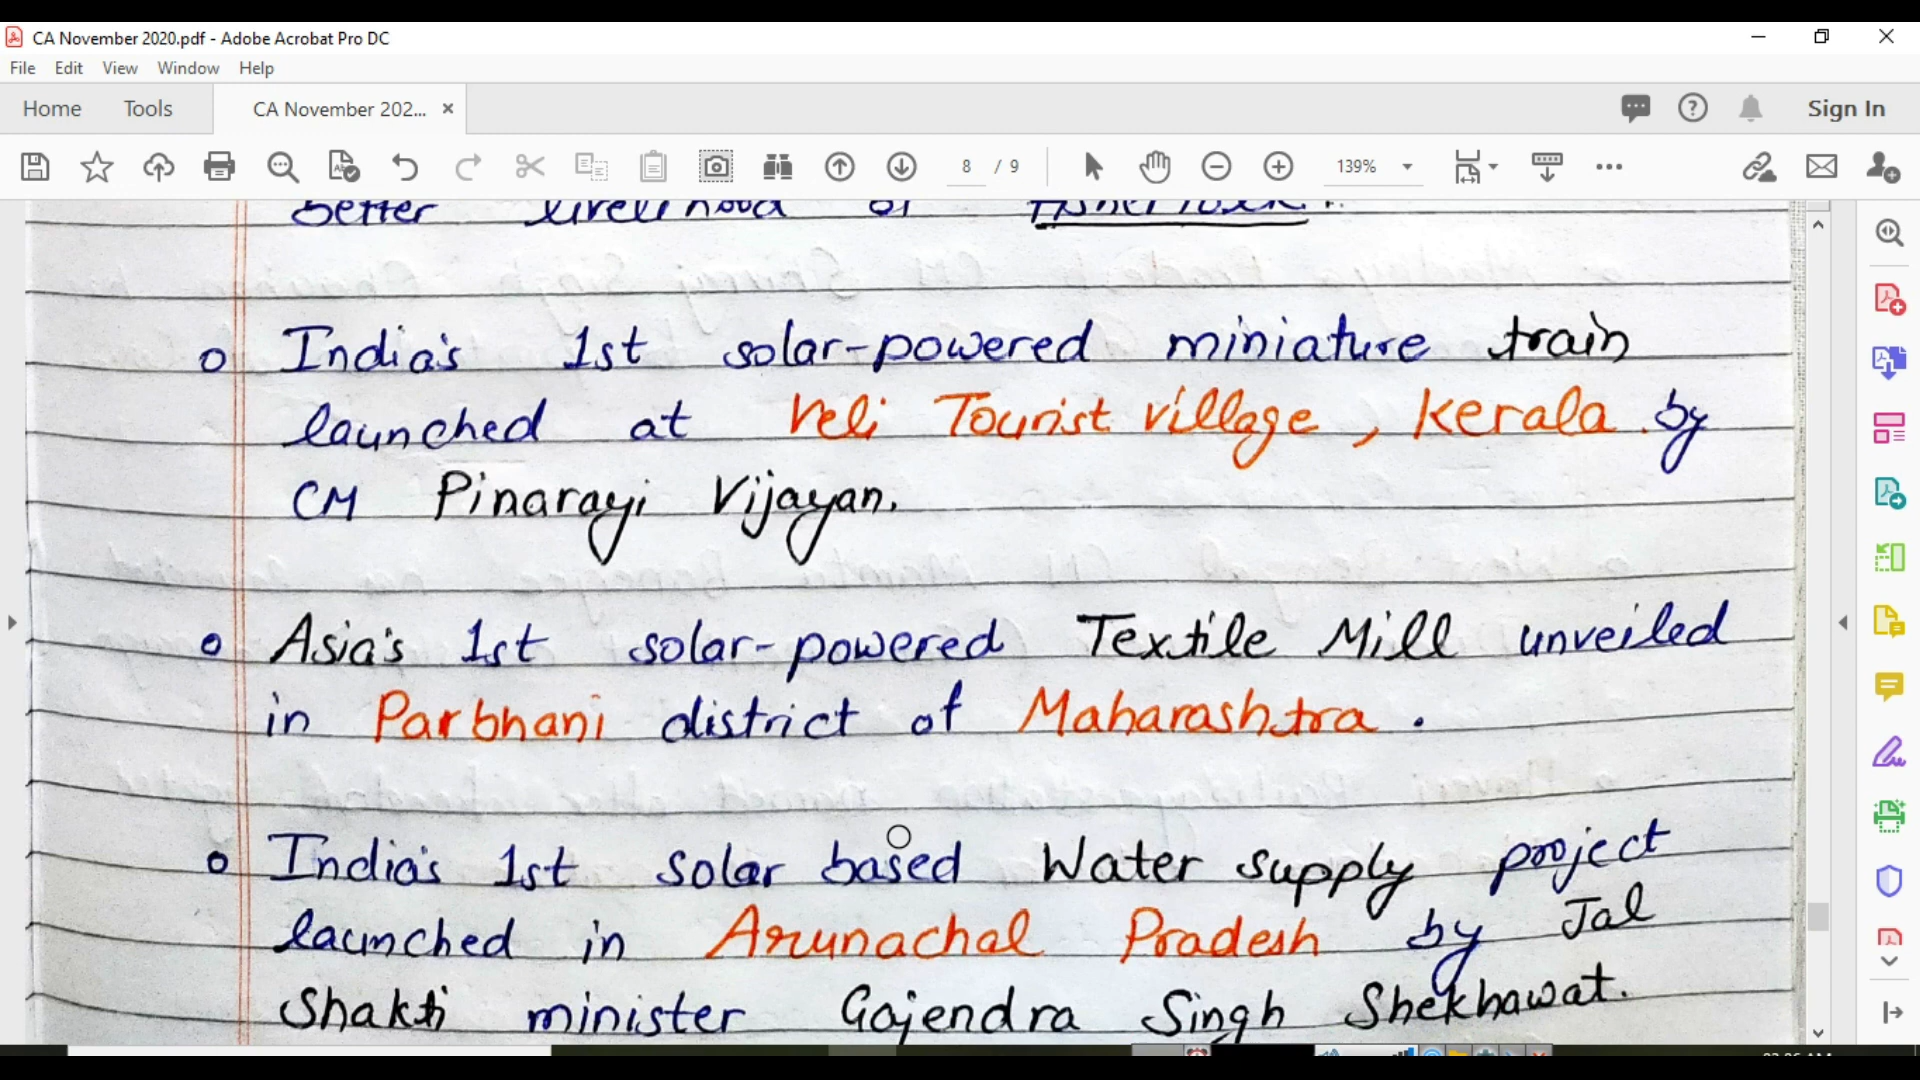 CA November 2020.pdf - Adobe Acrobat Pro DC
File Edit View Window Help
Home Tools CA November 202... × Sign In
8 / 9 139%
Better livelihood of
o India's 1st solar-powered miniature train
launched at Veli Tourist village, Kerala by
CM Pinarayi Vijayan.
o Asia's 1st solar-powered Textile Mill unveiled
in Parbhani district of Maharashtra.
o India's 1st solar based Water supply project
launched in Arunachal Pradesh by Jal
Shakti minister Gajendra Singh Shekhawat.